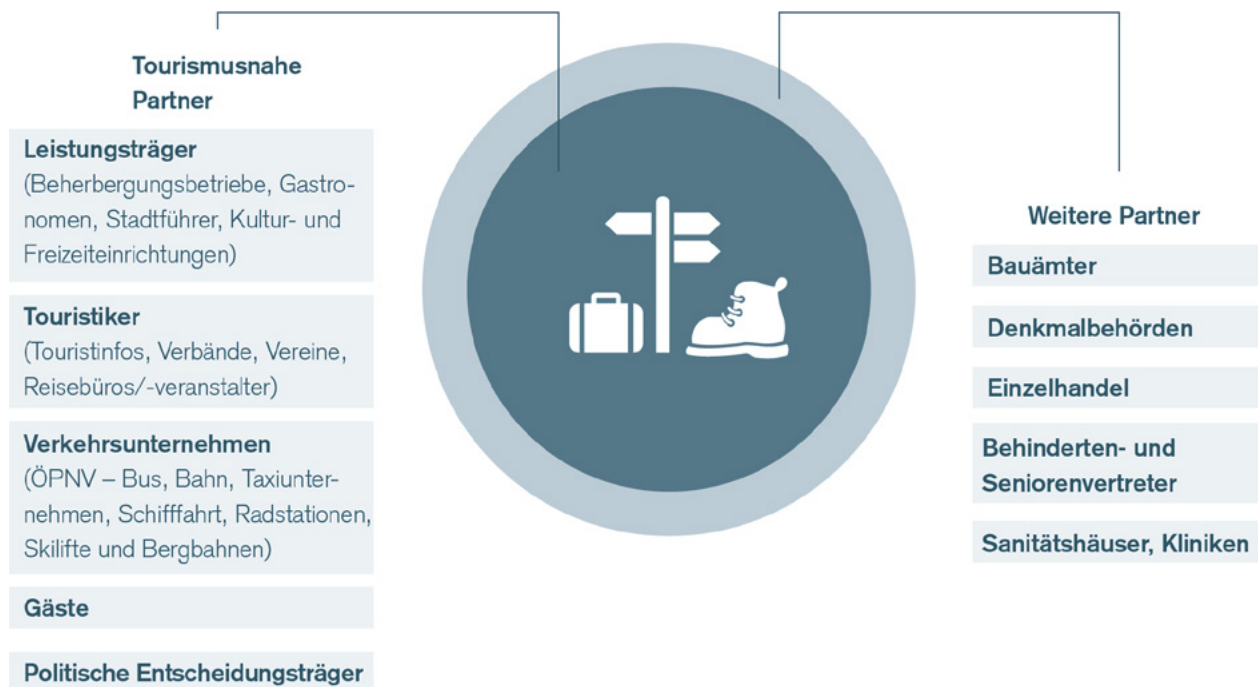 Tourismusnahe
Partner
Leistungsträger
(Beherbergungsbetriebe, Gastro-
nomen, Stadtführer, Kultur- und
Freizeiteinrichtungen)
Touristiker
(Touristinfos, Verbände, Vereine,
Reisebüros/-veranstalter)
Verkehrsunternehmen
(ÖPNV – Bus, Bahn, Taxiunter-
nehmen, Schifffahrt, Radstationen,
Skilifte und Bergbahnen)
Gäste
Politische Entscheidungsträger
Weitere Partner
Bauämter
Denkmalbehörden
Einzelhandel
Behinderten- und
Seniorenvertreter
Sanitätshäuser, Kliniken